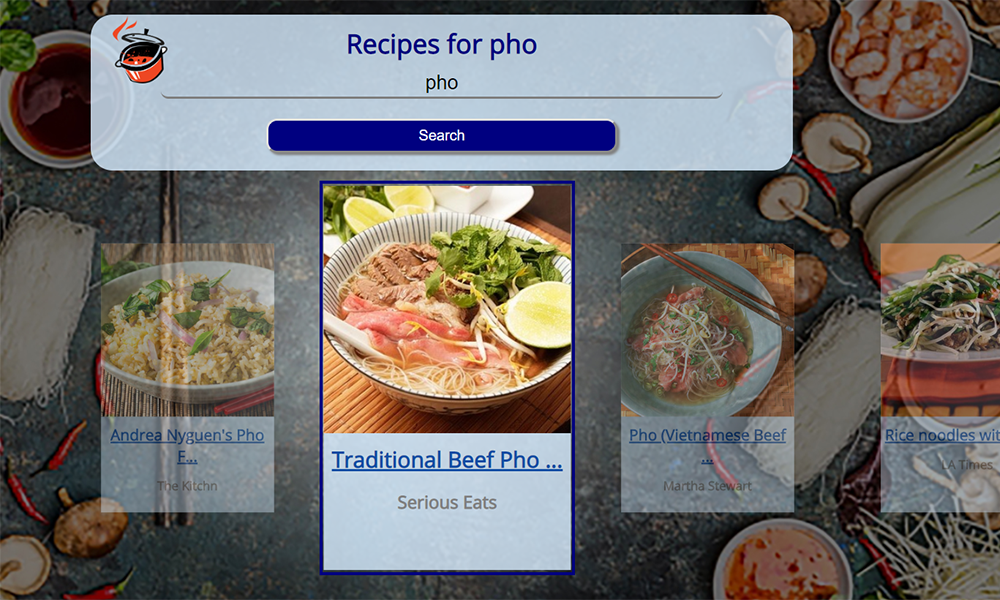 Recipes for pho
pho
Search
Andrea Nyguen's Pho
F...
The Kitchn
Traditional Beef Pho ...
Serious Eats
Pho (Vietnamese Beef
...
Martha Stewart
Rice noodles wit
LA Times